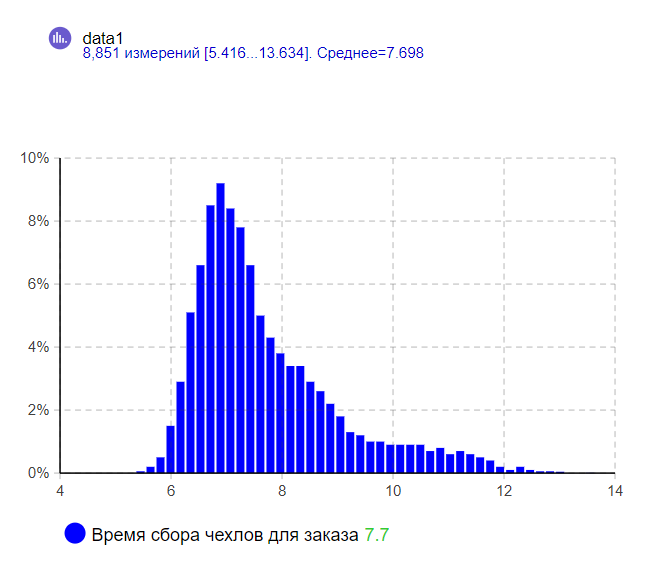 data1
8,851 измерений [5.416...13.634]. Среднее=7.698
10%
8%
6%
4%
2%
0%
4 6 8 10 12 14
Время сбора чехлов для заказа 7.7